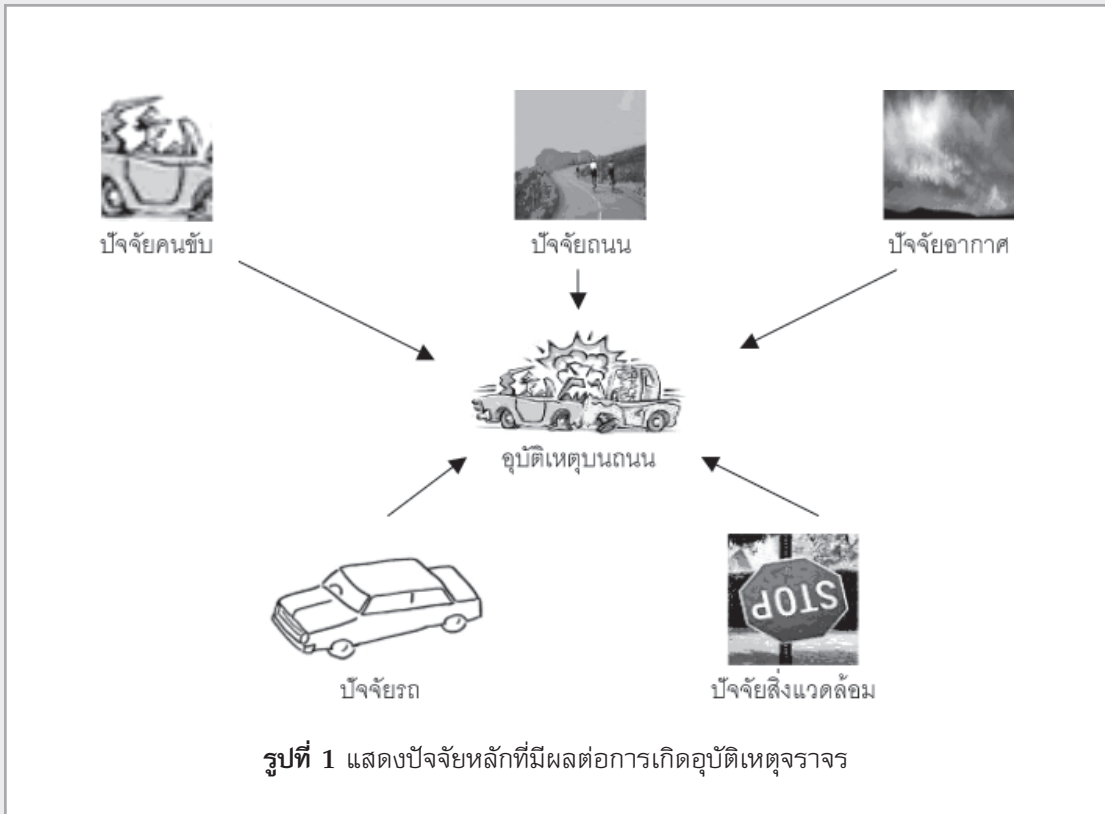 ปัจจัยคนขับ
ปัจจัยถนน
ปัจจัยอากาศ
อุบัติเหตุบนถนน
STOP
ปัจจัยรถ
ปัจจัยสิ่งแวดล้อม
รูปที่ 1 แสดงปัจจัยหลักที่มีผลต่อการเกิดอุบัติเหตุจราจร